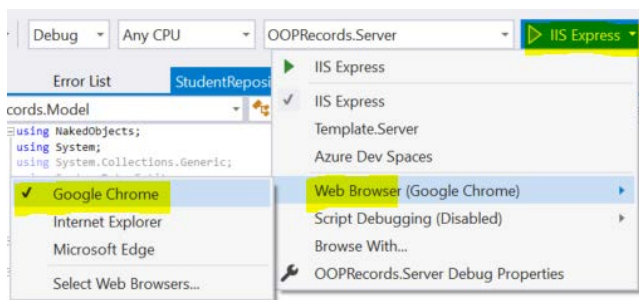 Debug Any CPU OOPRecords.Server IIS Express
Error List StudentReposi
cords.Model
using NakedObjects;
using System;
using System.Collections.Generic;
IIS Express
IIS Express
Template.Server
Azure Dev Spaces
Web Browser (Google Chrome)
Script Debugging (Disabled)
Browse With...
OOPRecords.Server Debug Properties
Google Chrome
Internet Explorer
Microsoft Edge
Select Web Browsers...